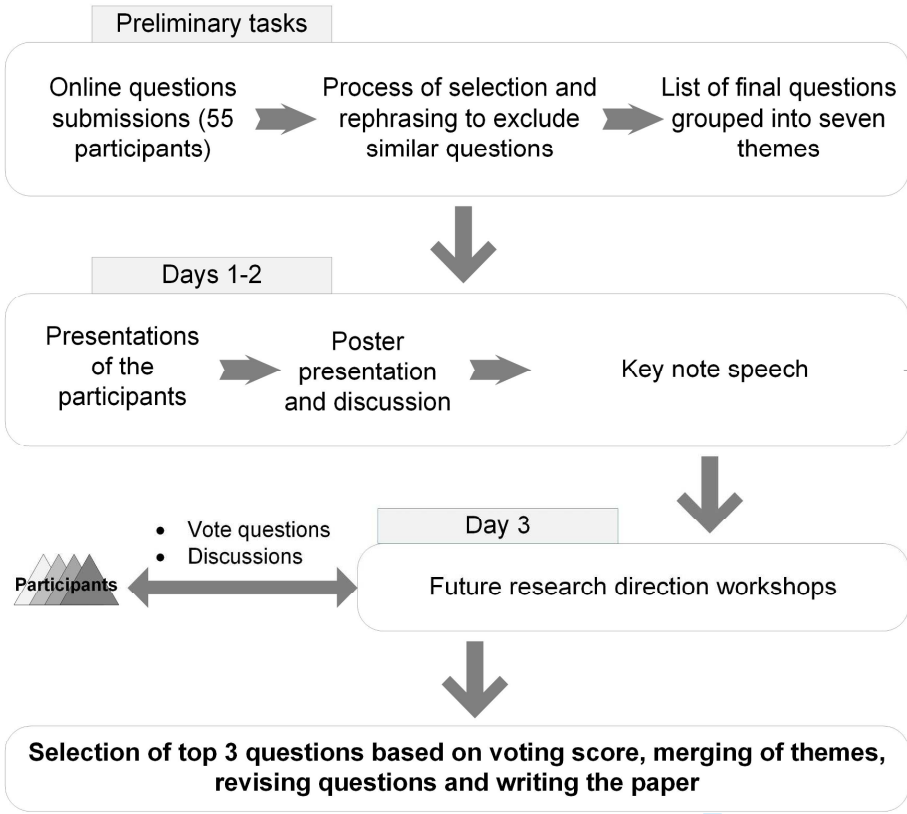 Preliminary tasks
Online questions
submissions (55
participants)
Process of selection and
rephrasing to exclude
similar questions
List of final questions
grouped into seven
themes
Days 1-2
Presentations
of the
participants
Poster
presentation
and discussion
Key note speech
• Vote questions
• Discussions
Participants
Day 3
Future research direction workshops
Selection of top 3 questions based on voting score, merging of themes,
revising questions and writing the paper